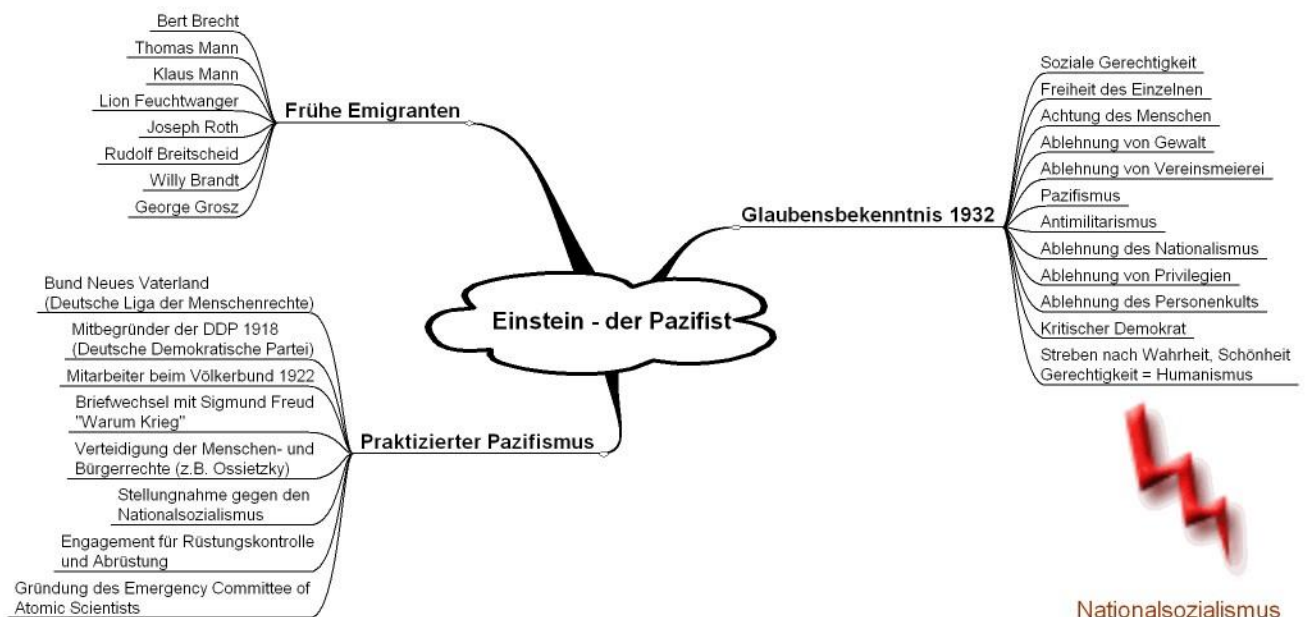 Einstein - der Pazifist
Frühe Emigranten
Bert Brecht
Thomas Mann
Klaus Mann
Lion Feuchtwanger
Joseph Roth
Rudolf Breitscheid
Willy Brandt
George Grosz
Glaubensbekenntnis 1932
Soziale Gerechtigkeit
Freiheit des Einzelnen
Achtung des Menschen
Ablehnung von Gewalt
Ablehnung von Vereinsmeierei
Pazifismus
Antimilitarismus
Ablehnung des Nationalismus
Ablehnung von Privilegien
Ablehnung des Personenkults
Kritischer Demokrat
Streben nach Wahrheit, Schönheit
Gerechtigkeit = Humanismus
Praktizierter Pazifismus
Bund Neues Vaterland
(Deutsche Liga der Menschenrechte)
Mitbegründer der DDP 1918
(Deutsche Demokratische Partei)
Mitarbeiter beim Völkerbund 1922
Briefwechsel mit Sigmund Freud
"Warum Krieg"
Verteidigung der Menschen- und
Bürgerrechte (z.B. Ossietzky)
Stellungnahme gegen den
Nationalsozialismus
Engagement für Rüstungskontrolle
und Abrüstung
Gründung des Emergency Committee of
Atomic Scientists
Nationalsozialismus